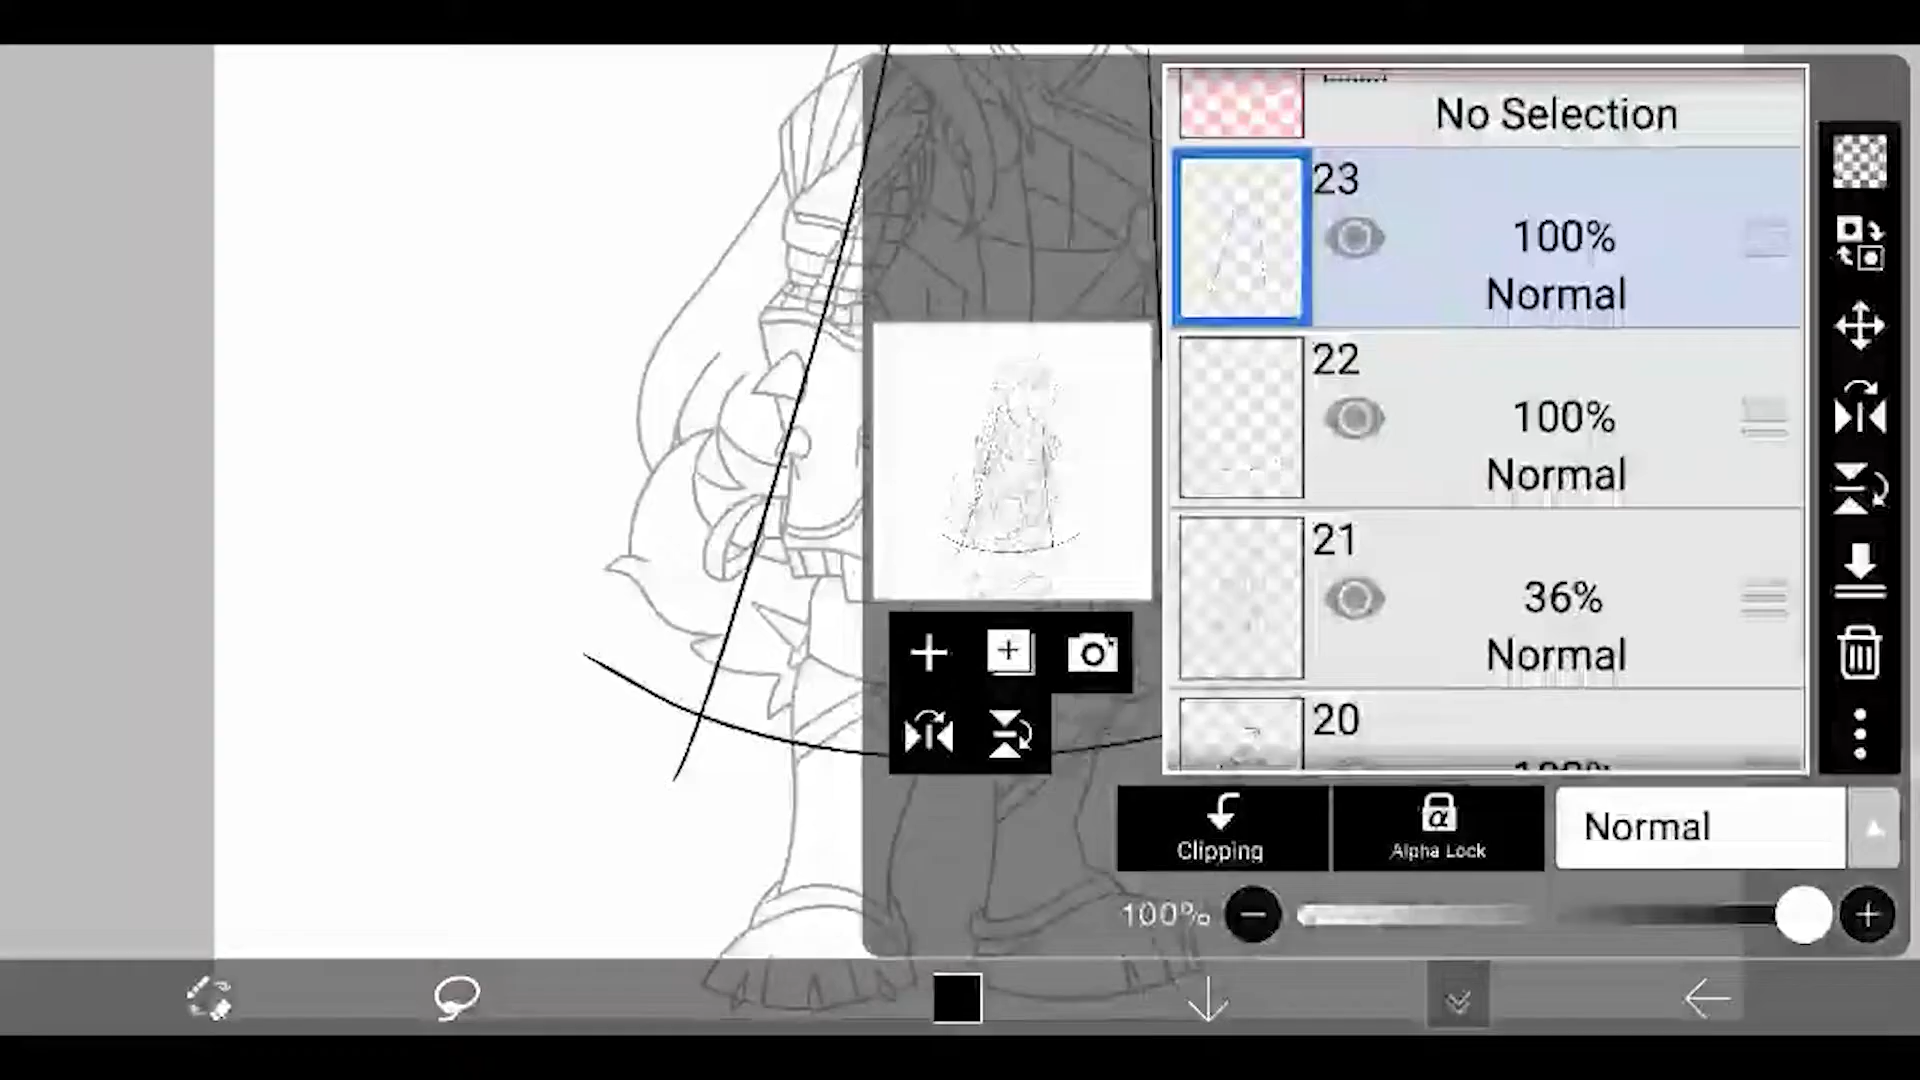 No Selection
23
100%
Normal
22
100%
Normal
21
36%
Normal
20
Clipping
Alpha Lock
α
Normal
100%